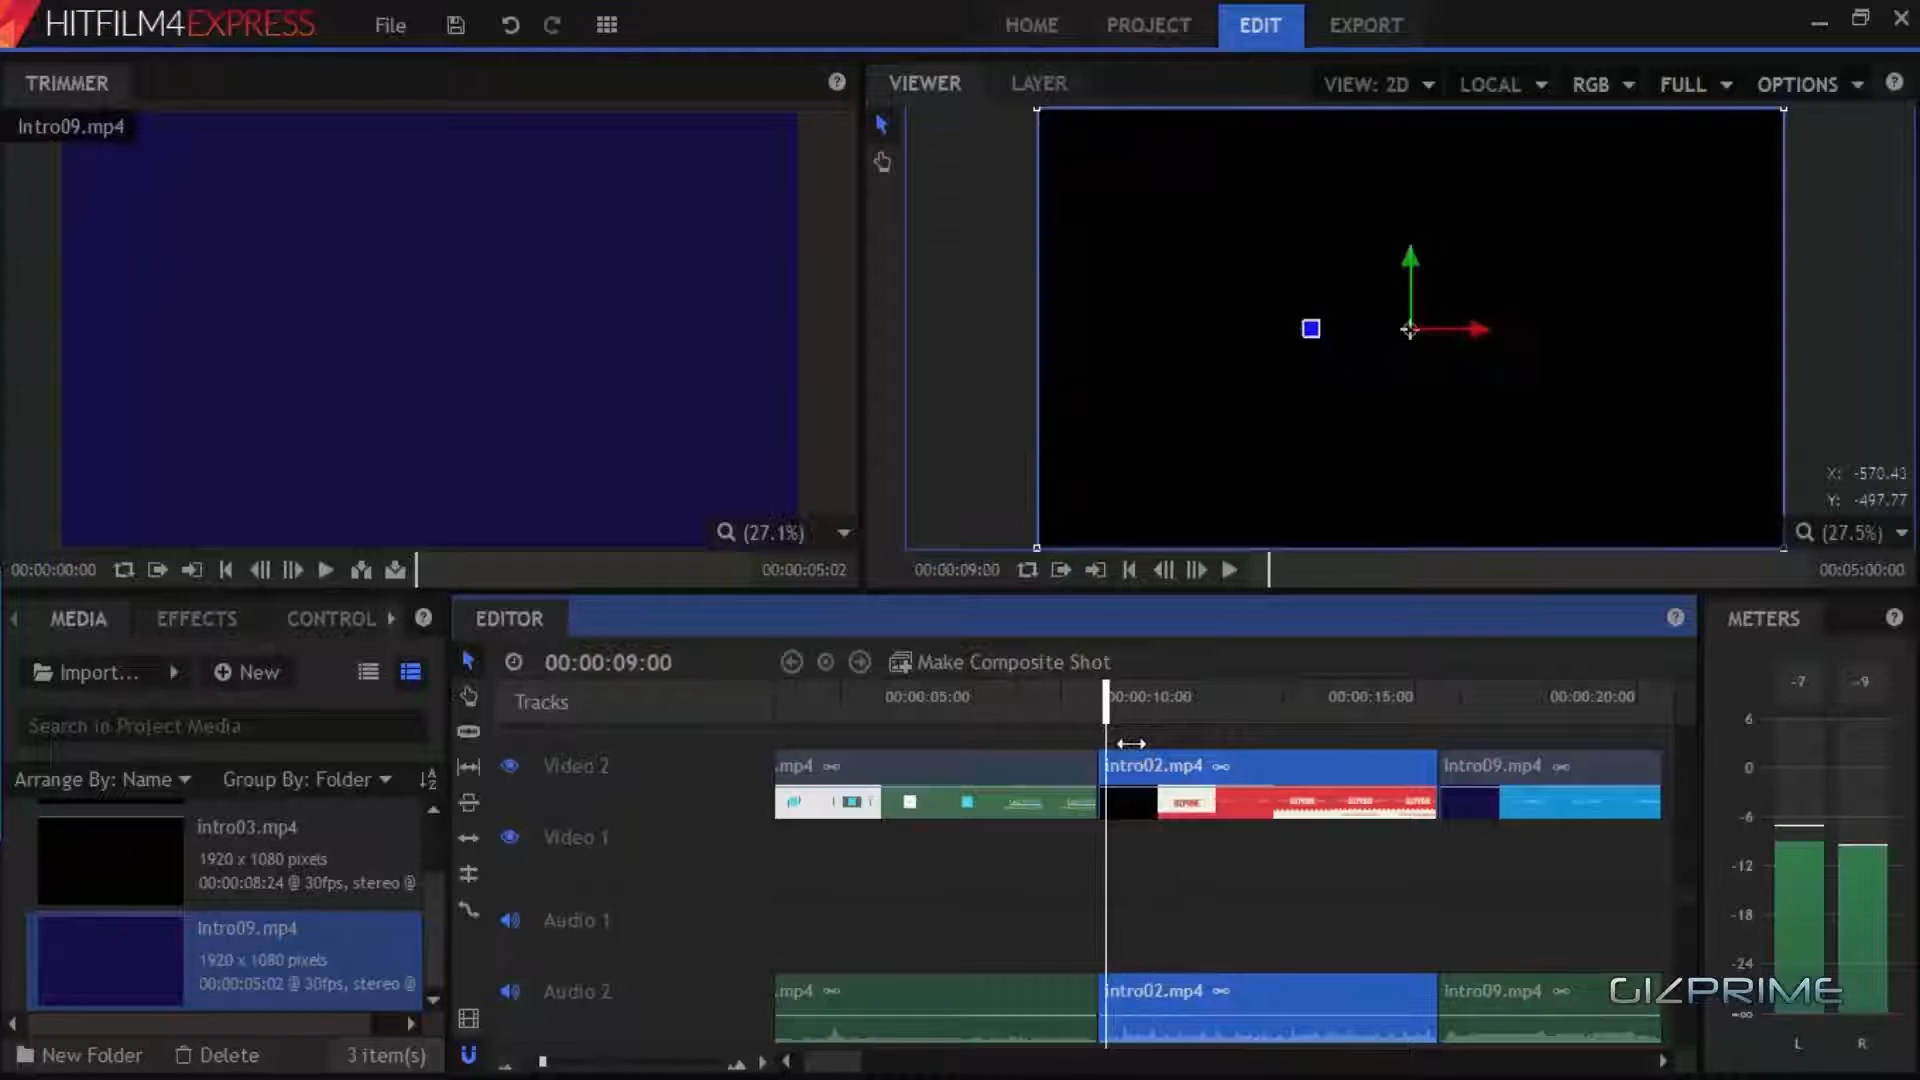 HITFILM4EXPRESS File HOME PROJECT EDIT EXPORT
TRIMMER
Intro09.mp4
(27.1%)
00:00:00:00 00:00:05:02
VIEWER LAYER VIEW: 2D LOCAL RGB FULL OPTIONS
X: -570.43
Y: -497.77
(27.5%)
00:00:09:00 00:05:00:00
MEDIA EFFECTS CONTROL
Import... New
Search in Project Media
Arrange By: Name Group By: Folder
intro03.mp4
1920 x 1080 pixels
00:00:08:24 @ 30fps, stereo @
Intro09.mp4
1920 x 1080 pixels
00:00:05:02 @ 30fps, stereo @
New Folder Delete 3 item(s)
EDITOR
00:00:09:00 Make Composite Shot
Tracks 00:00:05:00 00:00:10:00 00:00:15:00 00:00:20:00
Video 2 .mp4 intro02.mp4 Intro09.mp4
Video 1
Audio 1
Audio 2 .mp4 intro02.mp4 Intro09.mp4
METERS
-7 -9
6
0
-6
-12
-18
-24
-∞
L R
GIZPRIME